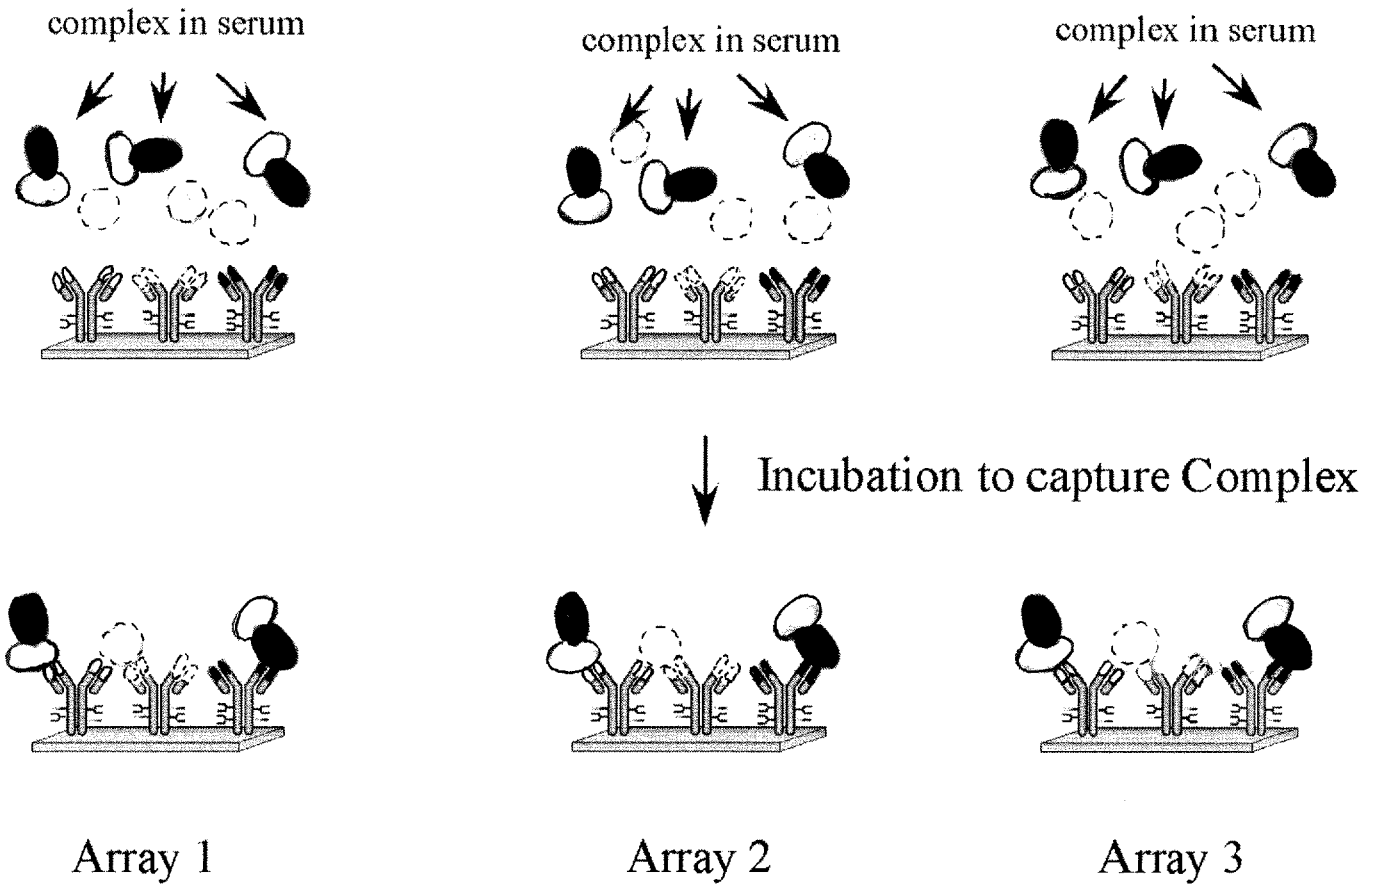 complex in serum
complex in serum
complex in serum
Incubation to capture Complex
Array 1
Array 2
Array 3